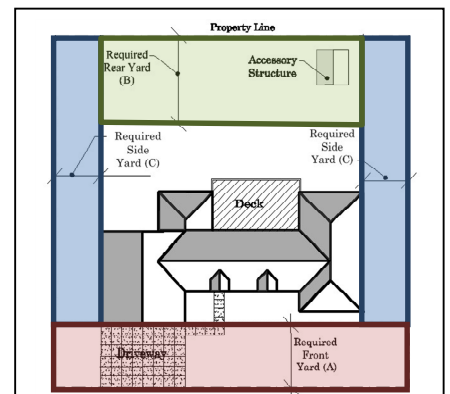 Property Line
Required
Rear Yard
(B)
Accessory
Structure
Required
Side
Yard (C)
Required
Side
Yard (C)
Deck
Driveway
Required
Front
Yard (A)